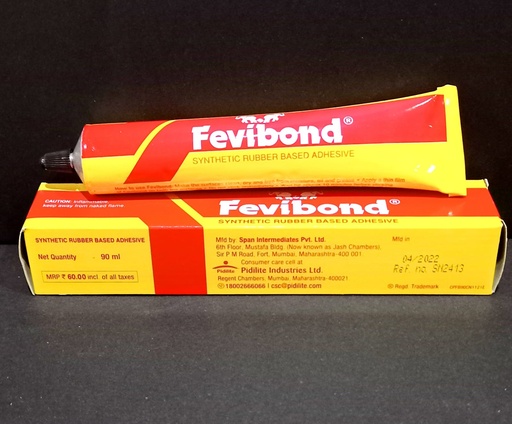 Fevibond®
SYNTHETIC RUBBER BASED ADHESIVE
CAUTION: Inflammable
keep away from naked flame
Fevibond®
SYNTHETIC RUBBER BASED ADHESIVE
SYNTHETIC RUBBER BASED ADHESIVE
Net Quantity 90 ml
MRP ₹ 60.00 incl. of all taxes
Mfd by Span Intermediates Pvt. Ltd.
6th Floor, Mustafa Bldg. (Now known as Jash Chambers),
Sir P M Road, Fort, Mumbai, Maharashtra-400 001.
Consumer care cell at
Pidilite Pidilite Industries Ltd.
Regent Chambers, Mumbai, Maharashtra-400021
18002666066 | csc@pidilite.com
Mfd in
04/2022
Ref. no. SN2413
® Regd. Trademark